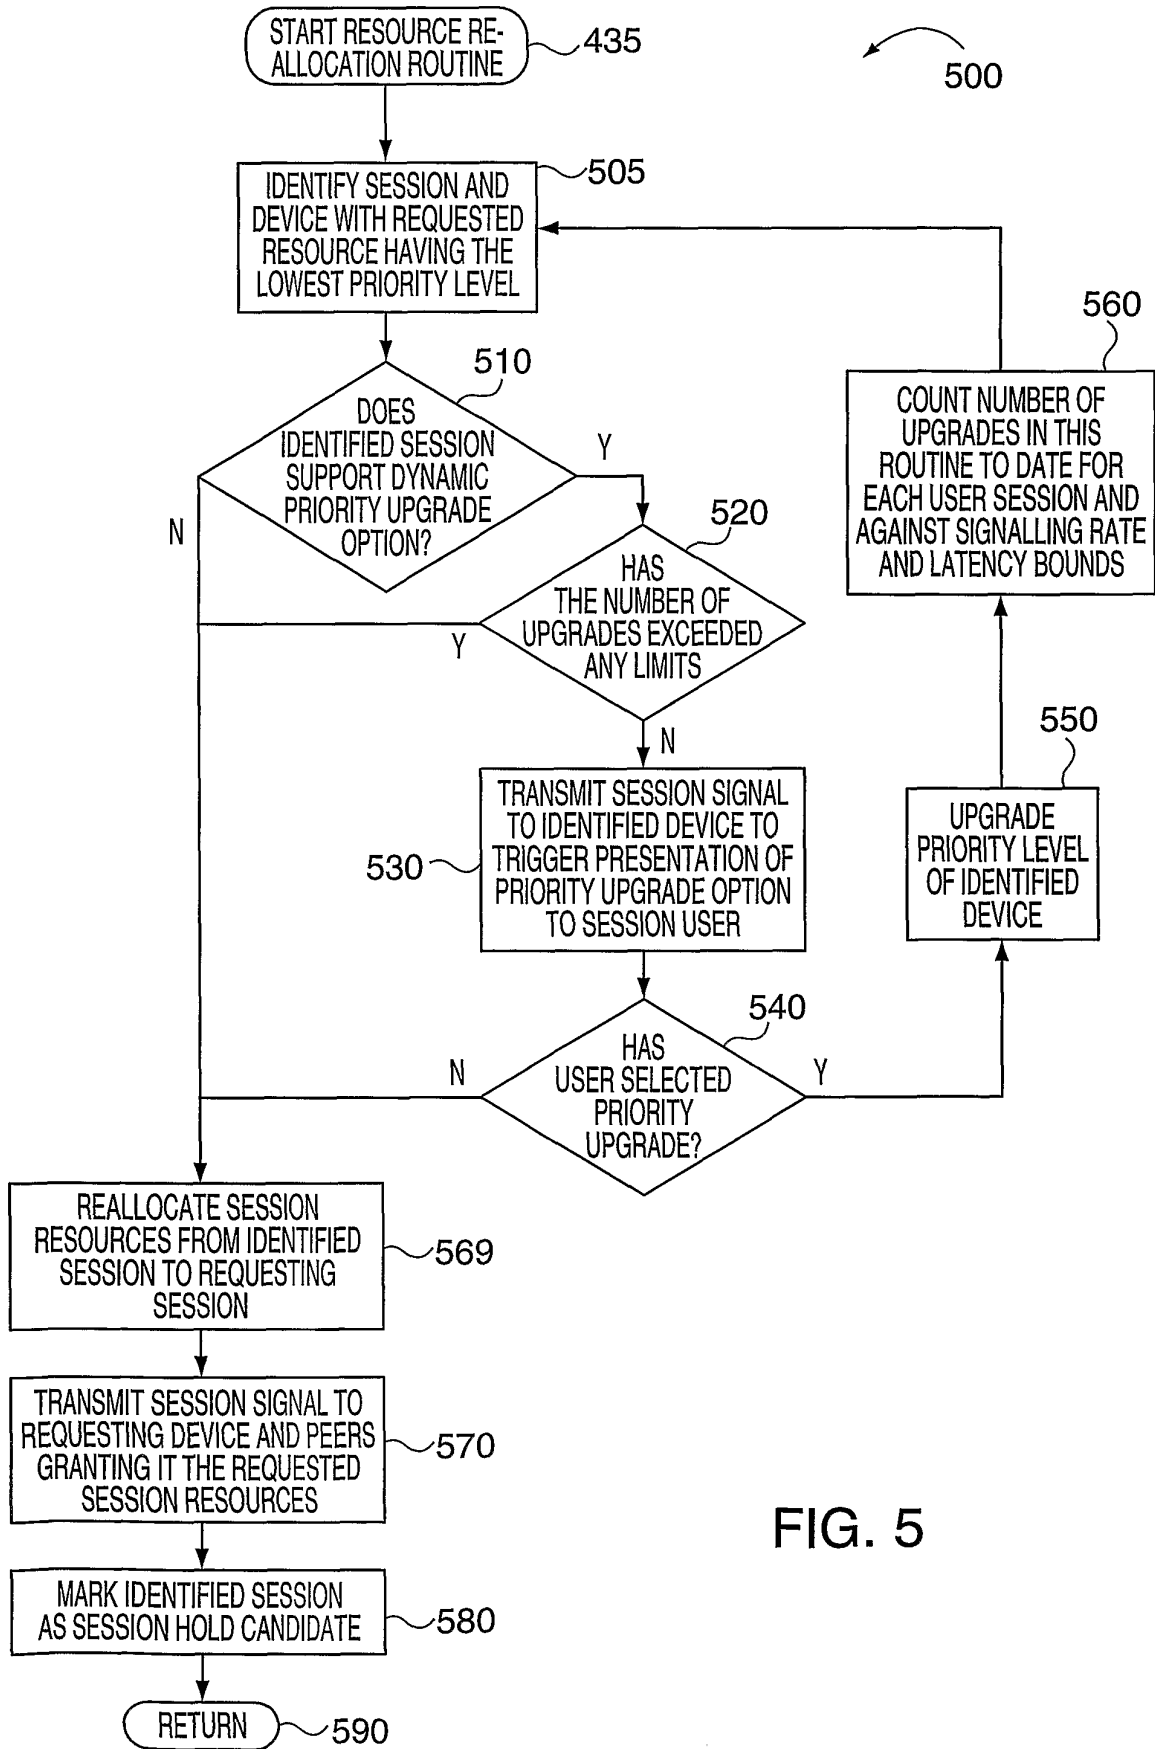 START RESOURCE RE-
ALLOCATION ROUTINE
435
500
IDENTIFY SESSION AND
DEVICE WITH REQUESTED
RESOURCE HAVING THE
LOWEST PRIORITY LEVEL
505
DOES
IDENTIFIED SESSION
SUPPORT DYNAMIC
PRIORITY UPGRADE
OPTION?
510
Y
N
HAS
THE NUMBER OF
UPGRADES EXCEEDED
ANY LIMITS
520
Y
N
COUNT NUMBER OF
UPGRADES IN THIS
ROUTINE TO DATE FOR
EACH USER SESSION AND
AGAINST SIGNALLING RATE
AND LATENCY BOUNDS
560
TRANSMIT SESSION SIGNAL
TO IDENTIFIED DEVICE TO
TRIGGER PRESENTATION OF
PRIORITY UPGRADE OPTION
TO SESSION USER
530
UPGRADE
PRIORITY LEVEL
OF IDENTIFIED
DEVICE
550
HAS
USER SELECTED
PRIORITY
UPGRADE?
540
N
Y
REALLOCATE SESSION
RESOURCES FROM IDENTIFIED
SESSION TO REQUESTING
SESSION
569
TRANSMIT SESSION SIGNAL TO
REQUESTING DEVICE AND PEERS
GRANTING IT THE REQUESTED
SESSION RESOURCES
570
MARK IDENTIFIED SESSION
AS SESSION HOLD CANDIDATE
580
RETURN
590
FIG. 5